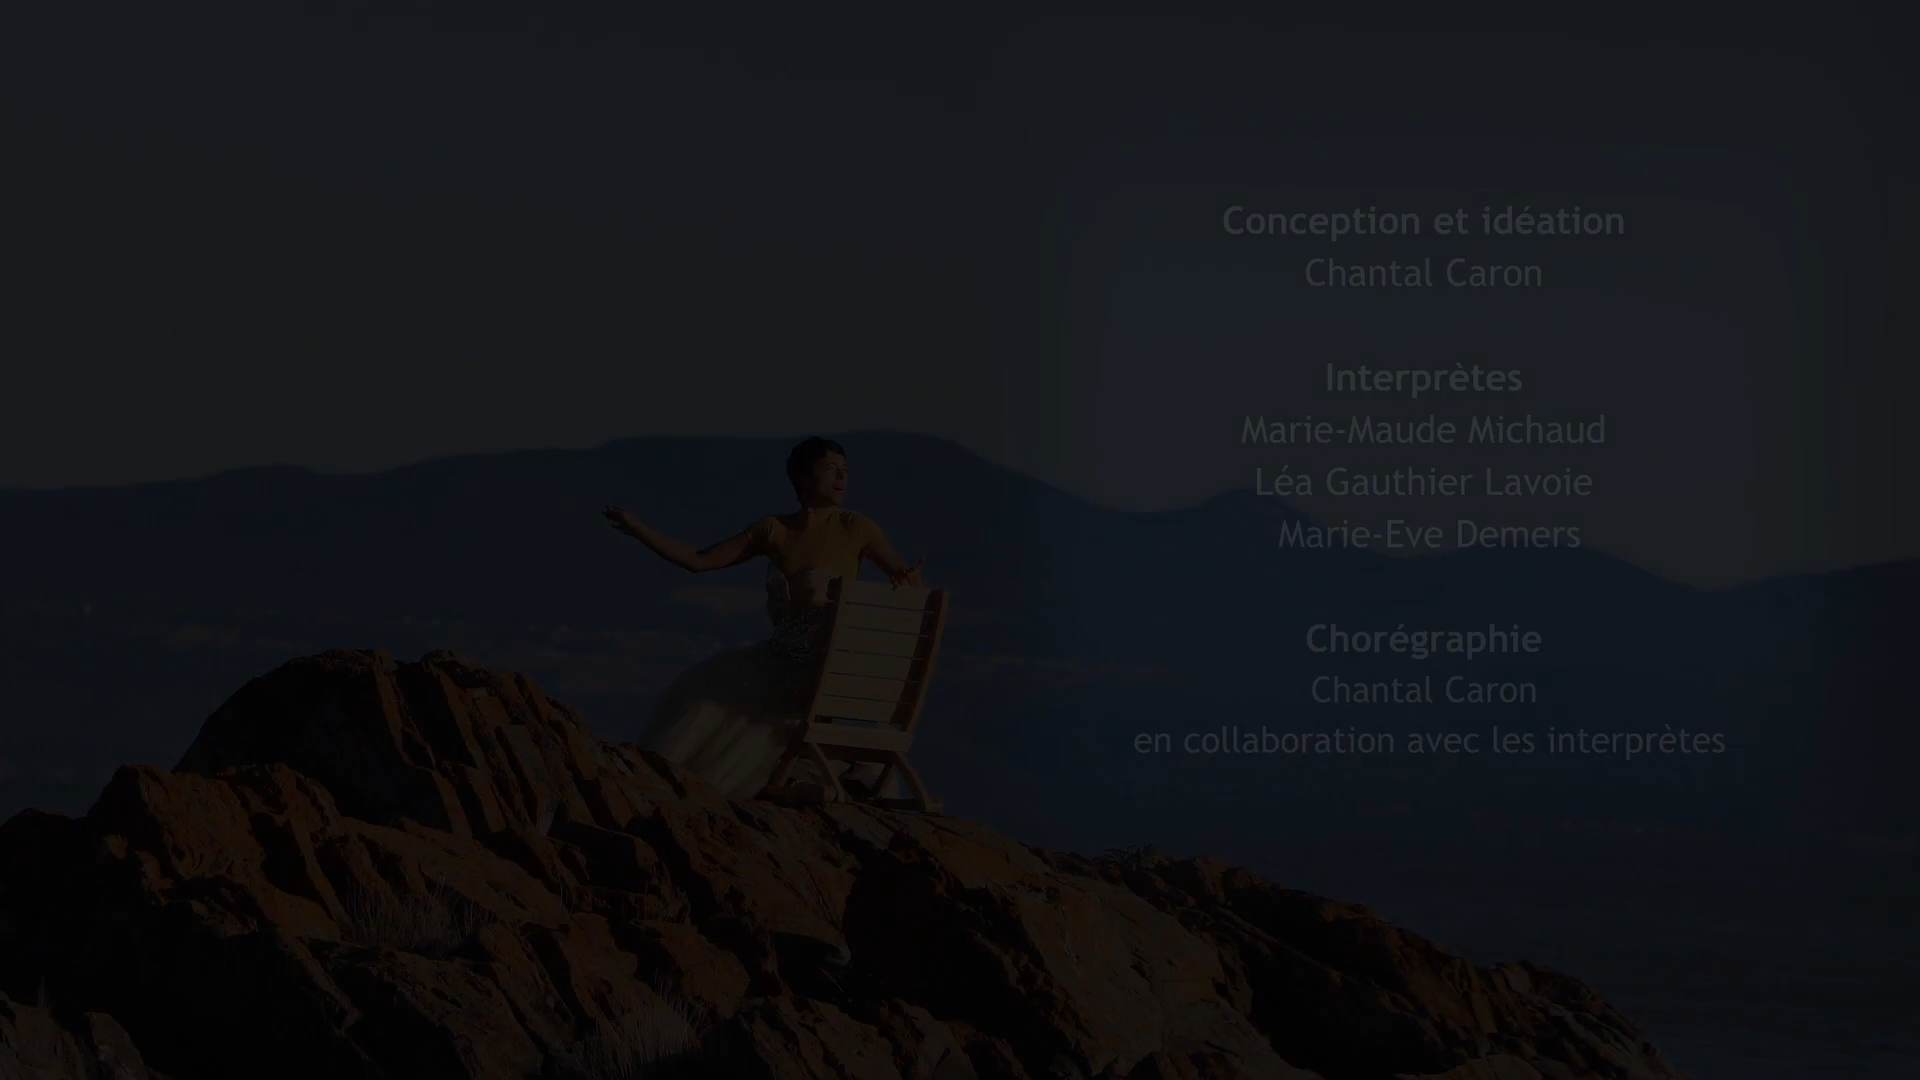 Conception et idéation
Chantal Caron
Interprètes
Marie-Maude Michaud
Léa Gauthier Lavoie
Marie-Eve Demers
Chorégraphie
Chantal Caron
en collaboration avec les interprètes